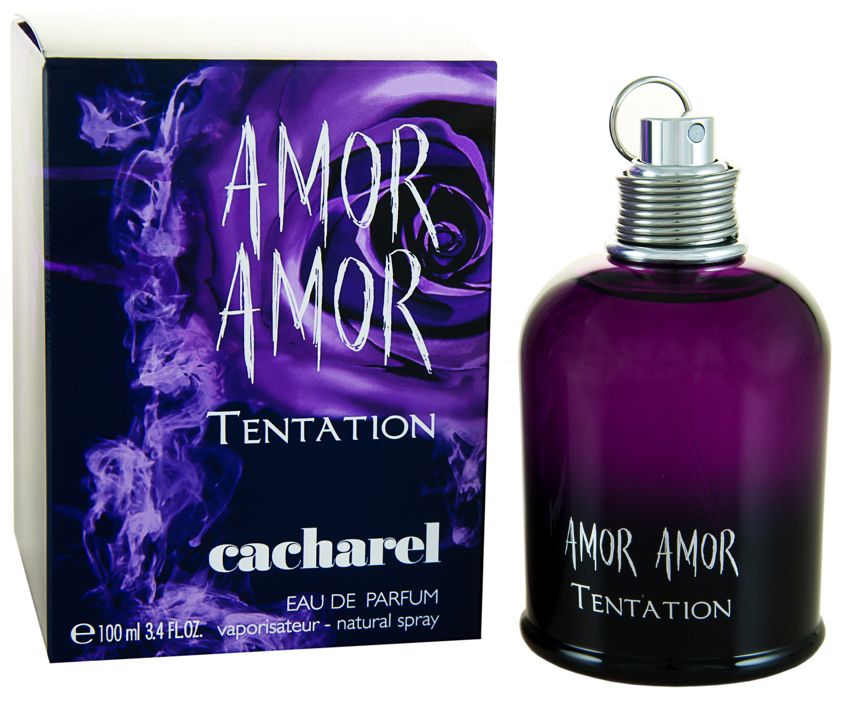 AMOR
AMOR
TENTATION
cacharel
EAU DE PARFUM
℮ 100 ml 3.4 FL.OZ. vaporisateur - natural spray
AMOR AMOR
TENTATION